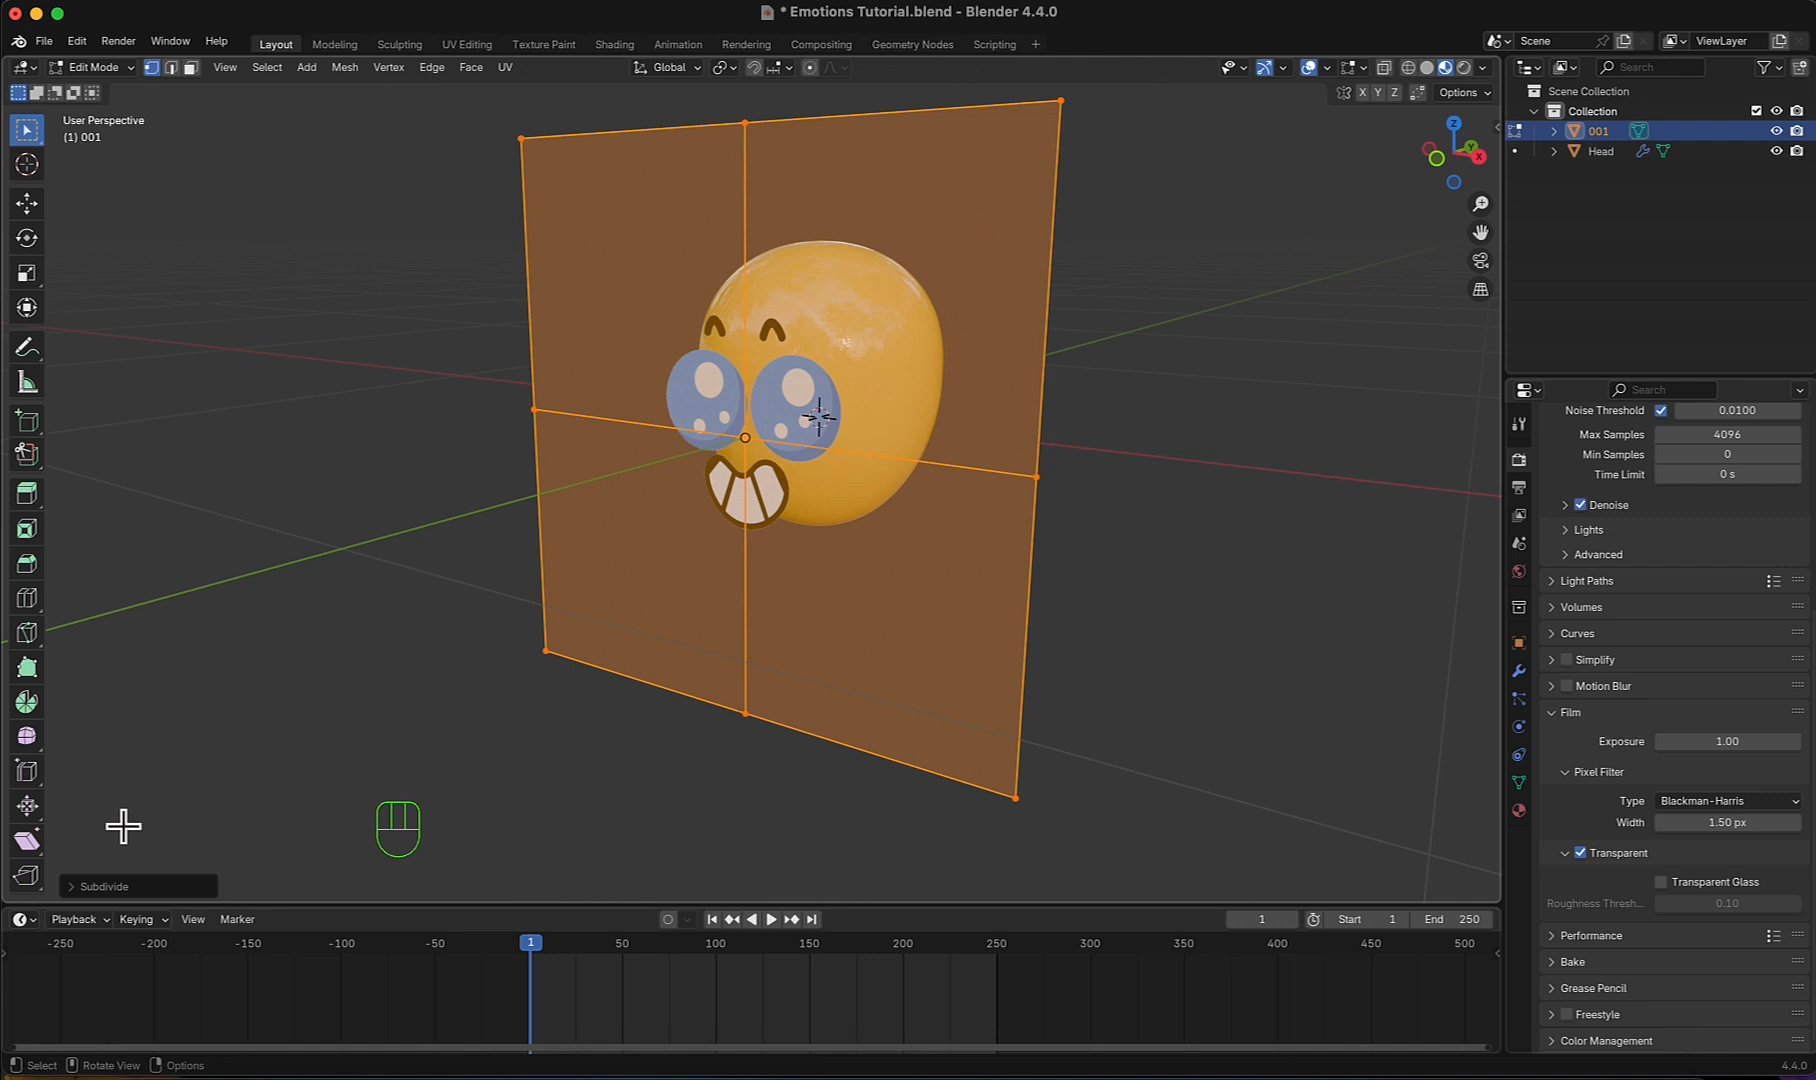 * Emotions Tutorial.blend - Blender 4.4.0
File Edit Render Window Help
Layout Modeling Sculpting UV Editing Texture Paint Shading Animation Rendering Compositing Geometry Nodes Scripting +
Scene
ViewLayer
Edit Mode View Select Add Mesh Vertex Edge Face UV
Global
Search
X Y Z
Options
User Perspective
(1) 001
Z
Y
X
Scene Collection
Collection
001
Head
Search
Noise Threshold 0.0100
Max Samples 4096
Min Samples 0
Time Limit 0 s
Denoise
Lights
Advanced
Light Paths
Volumes
Curves
Simplify
Motion Blur
Film
Exposure 1.00
Pixel Filter
Type Blackman-Harris
Width 1.50 px
Transparent
Transparent Glass
Roughness Thresh... 0.10
Performance
Bake
Grease Pencil
Freestyle
Color Management
Subdivide
Playback Keying View Marker
1 Start 1 End 250
-250 -200 -150 -100 -50 1 50 100 150 200 250 300 350 400 450 500
Select Rotate View Options
4.4.0